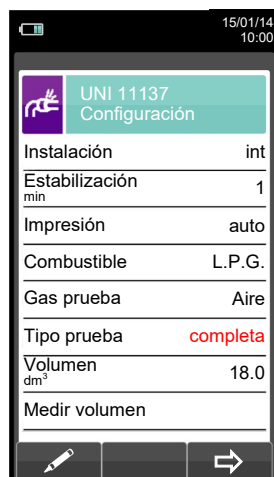 15/01/14
10:00
UNI 11137
Configuración
Instalación int
Estabilización
min 1
Impresión auto
Combustible L.P.G.
Gas prueba Aire
Tipo prueba completa
Volumen
dm³ 18.0
Medir volumen